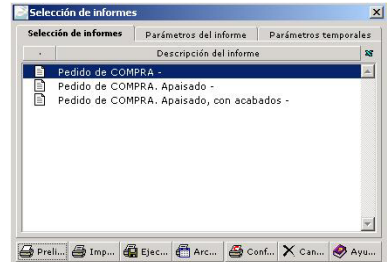 Selección de informes
Selección de informes Parámetros del informe Parámetros temporales
Descripción del informe
Pedido de COMPRA -
Pedido de COMPRA. Apaisado -
Pedido de COMPRA. Apaisado, con acabados -
Preli... Imp... Ejec... Arc... Conf... Can... Ayu...